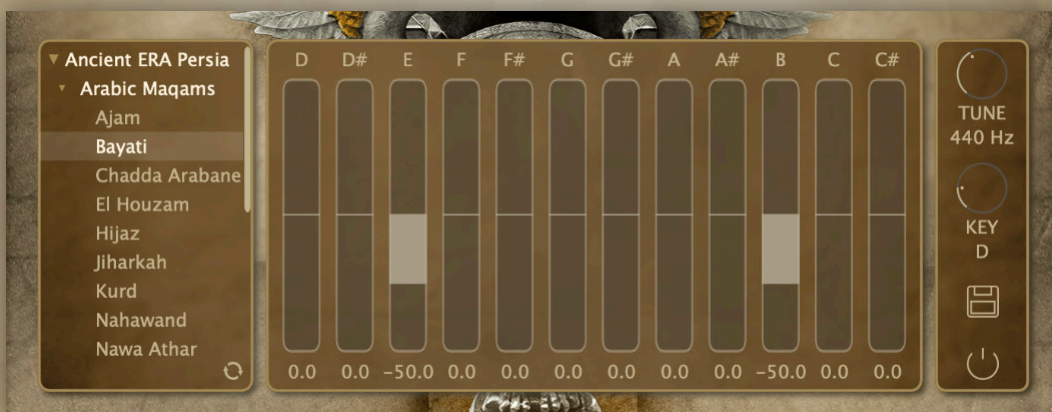 Ancient ERA Persia
Arabic Maqams
Ajam
Bayati
Chadda Arabane
El Houzam
Hijaz
Jiharkah
Kurd
Nahawand
Nawa Athar
D D# E F F# G G# A A# B C C#
0.0 0.0 −50.0 0.0 0.0 0.0 0.0 0.0 0.0 −50.0 0.0 0.0
TUNE
440 Hz
KEY
D